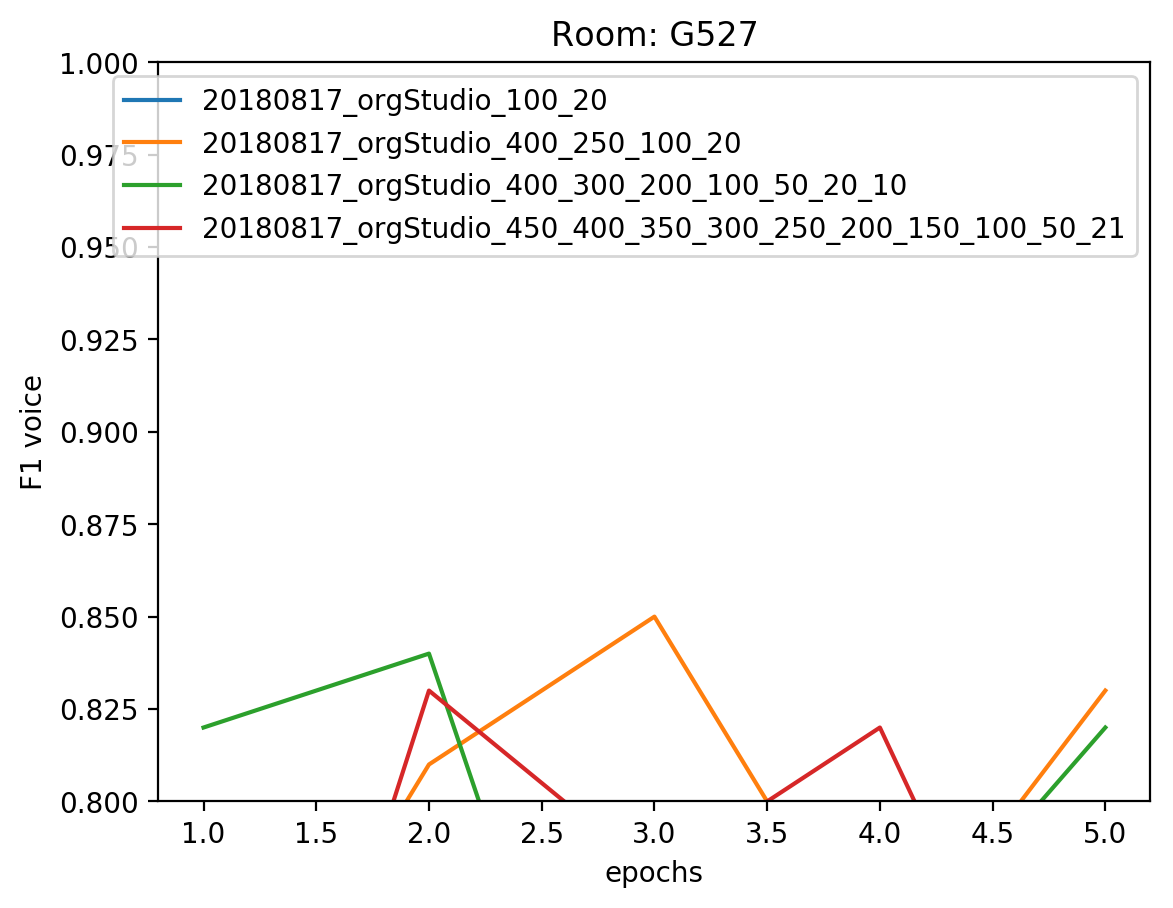 Room: G527
1.000
0.975
0.950
0.925
0.900
0.875
0.850
0.825
0.800
F1 voice
20180817_orgStudio_100_20
20180817_orgStudio_400_250_100_20
20180817_orgStudio_400_300_200_100_50_20_10
20180817_orgStudio_450_400_350_300_250_200_150_100_50_21
1.0 1.5 2.0 2.5 3.0 3.5 4.0 4.5 5.0
epochs